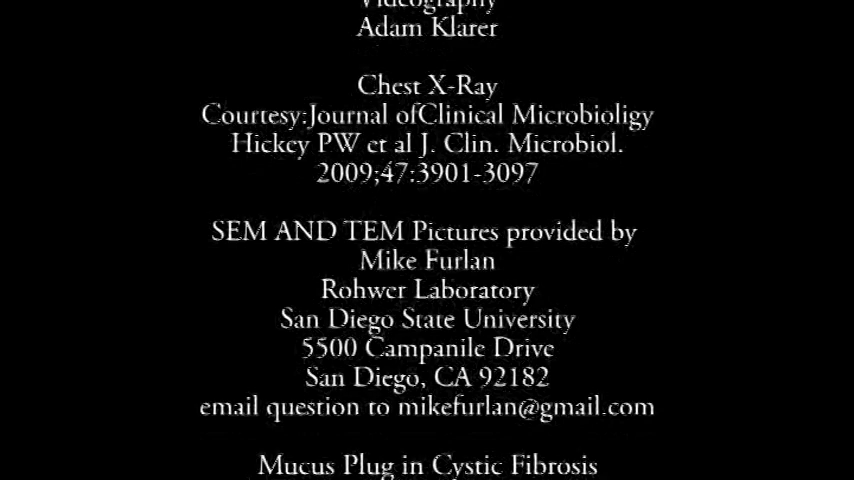 Videography
Adam Klarer
Chest X-Ray
Courtesy:Journal ofClinical Microbioligy
Hickey PW et al J. Clin. Microbiol.
2009;47:3901-3097
SEM AND TEM Pictures provided by
Mike Furlan
Rohwer Laboratory
San Diego State University
5500 Campanile Drive
San Diego, CA 92182
email question to mikefurlan@gmail.com
Mucus Plug in Cystic Fibrosis